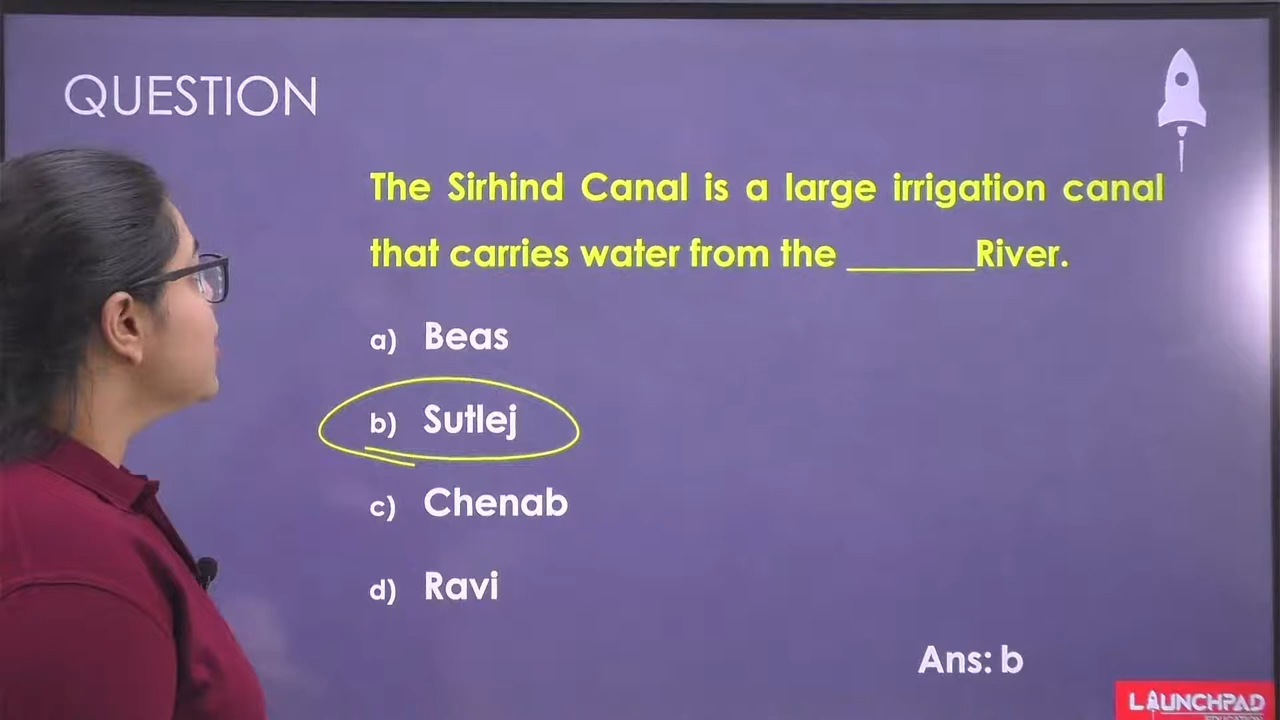 QUESTION
The Sirhind Canal is a large irrigation canal
that carries water from the _______River.
a) Beas
b) Sutlej
c) Chenab
d) Ravi
Ans: b
LAUNCHPAD
EDUCATION